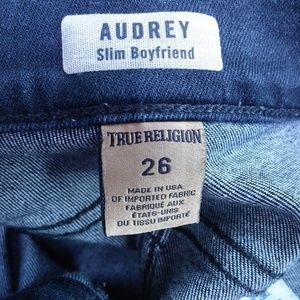 AUDREY
Slim Boyfriend
TRUE RELIGION
26
MADE IN USA
OF IMPORTED FABRIC
FABRIQUÉ AUX
ÉTATS-UNIS
DU TISSU IMPORTÉ